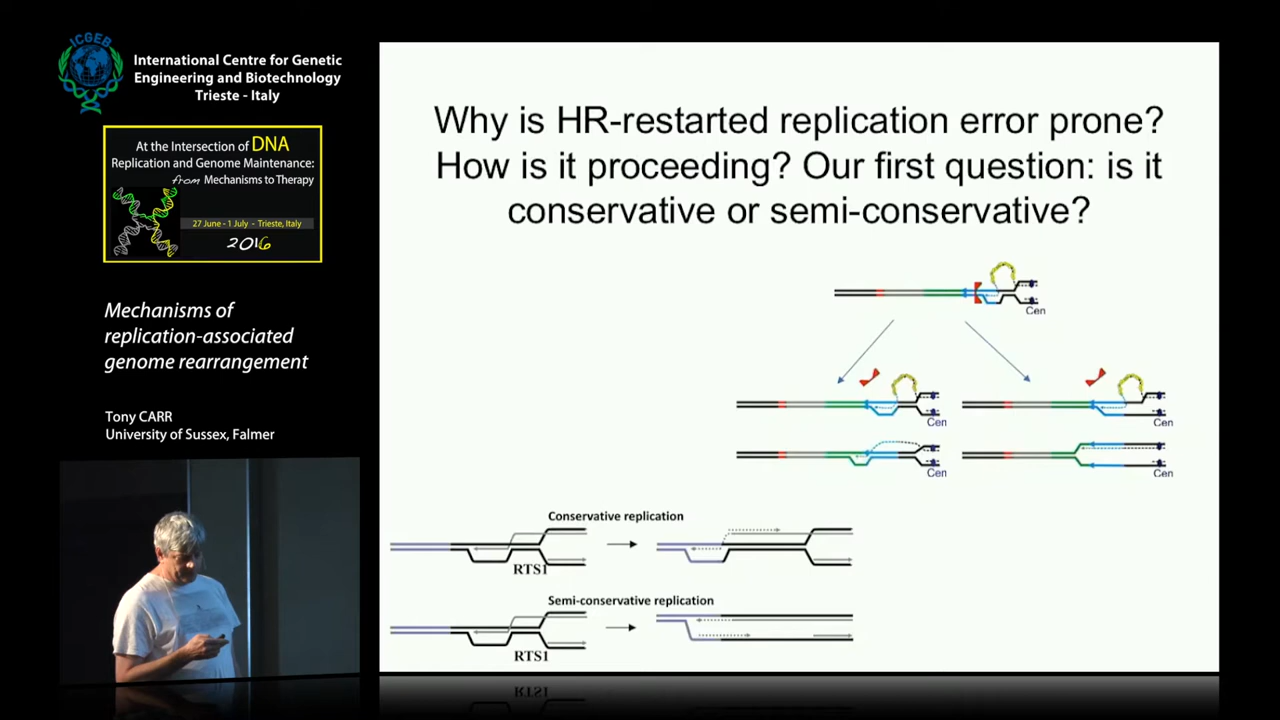 ICGEB
International Centre for Genetic
Engineering and Biotechnology
Trieste - Italy
At the Intersection of DNA
Replication and Genome Maintenance:
from Mechanisms to Therapy
27 June - 1 July - Trieste, Italy
2016
Mechanisms of
replication-associated
genome rearrangement
Tony CARR
University of Sussex, Falmer
Why is HR-restarted replication error prone?
How is it proceeding? Our first question: is it
conservative or semi-conservative?
Cen
Cen
Cen
Cen
Cen
Conservative replication
RTS1
Semi-conservative replication
RTS1